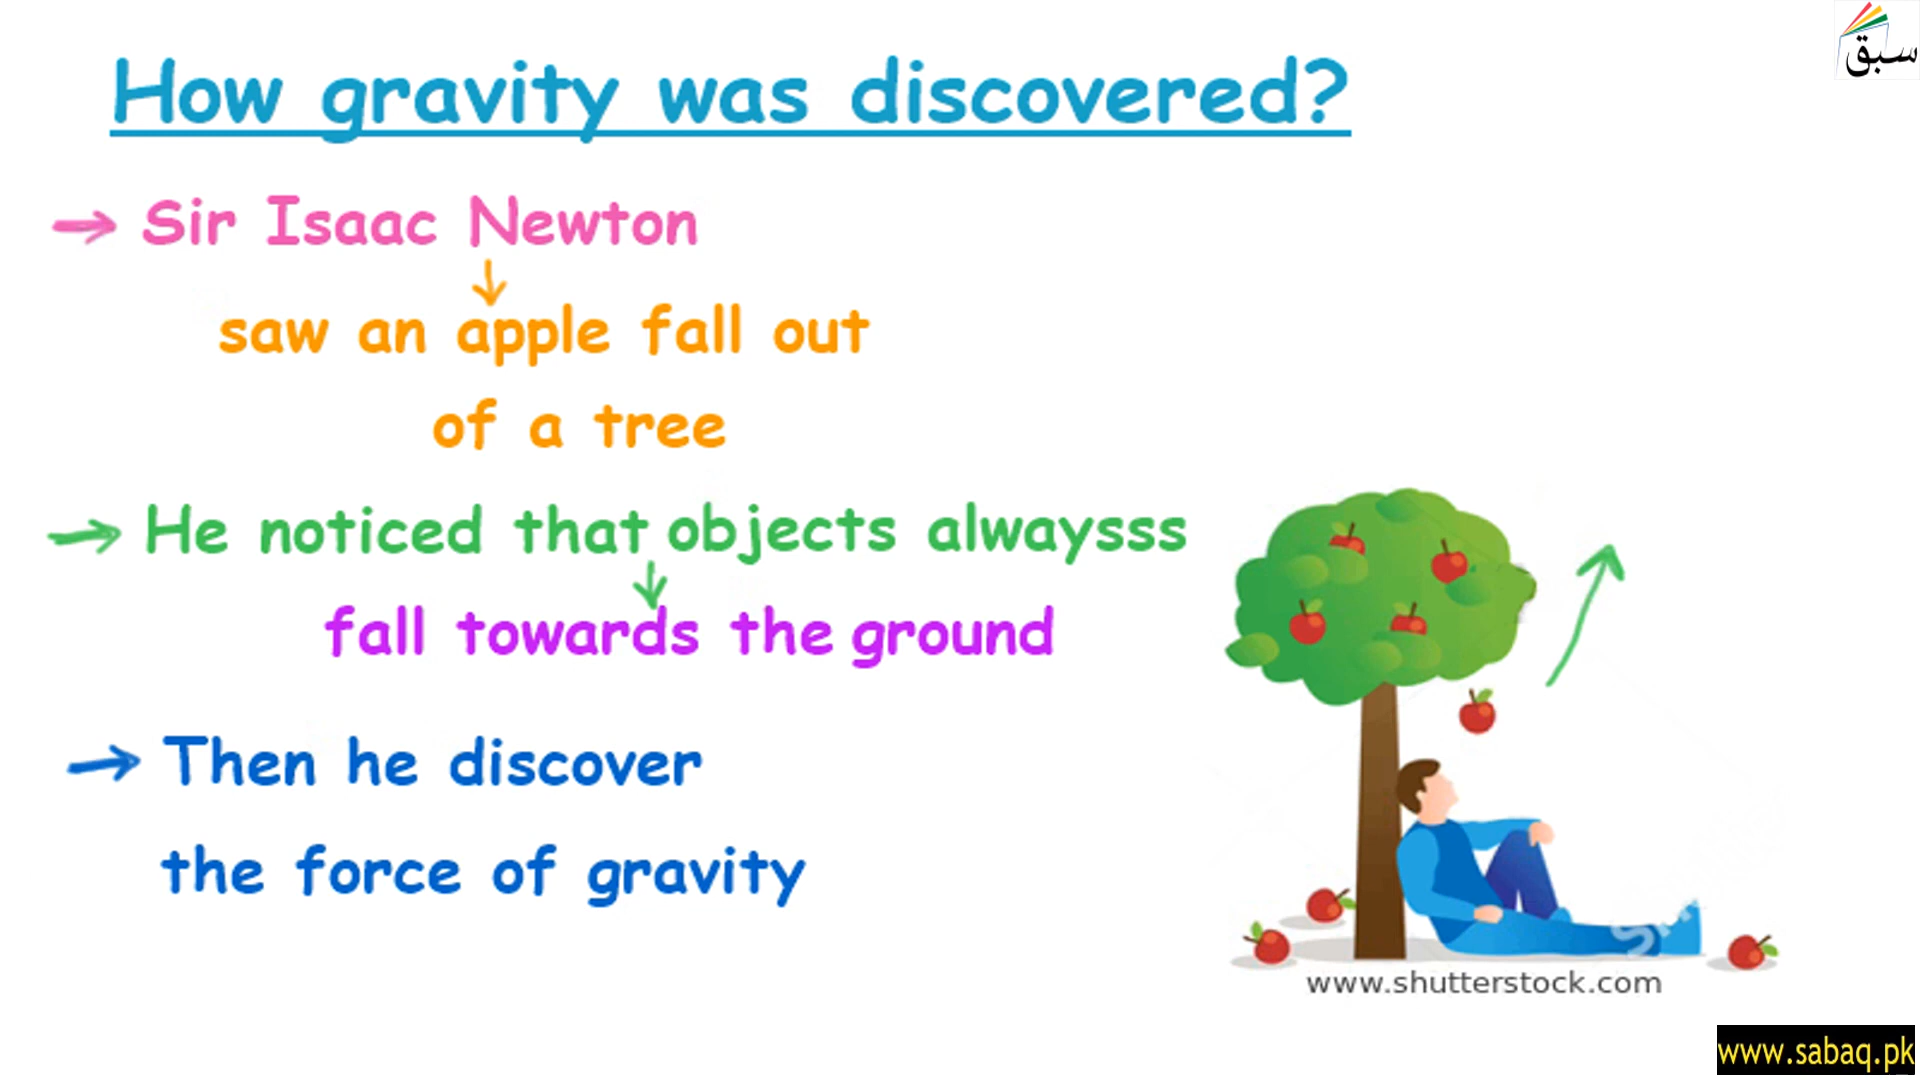 سبق
How gravity was discovered?
→ Sir Isaac Newton
↓
saw an apple fall out
of a tree
→ He noticed that objects alwaysss
↓
fall towards the ground
→ Then he discover
the force of gravity
www.shutterstock.com
www.sabaq.pk